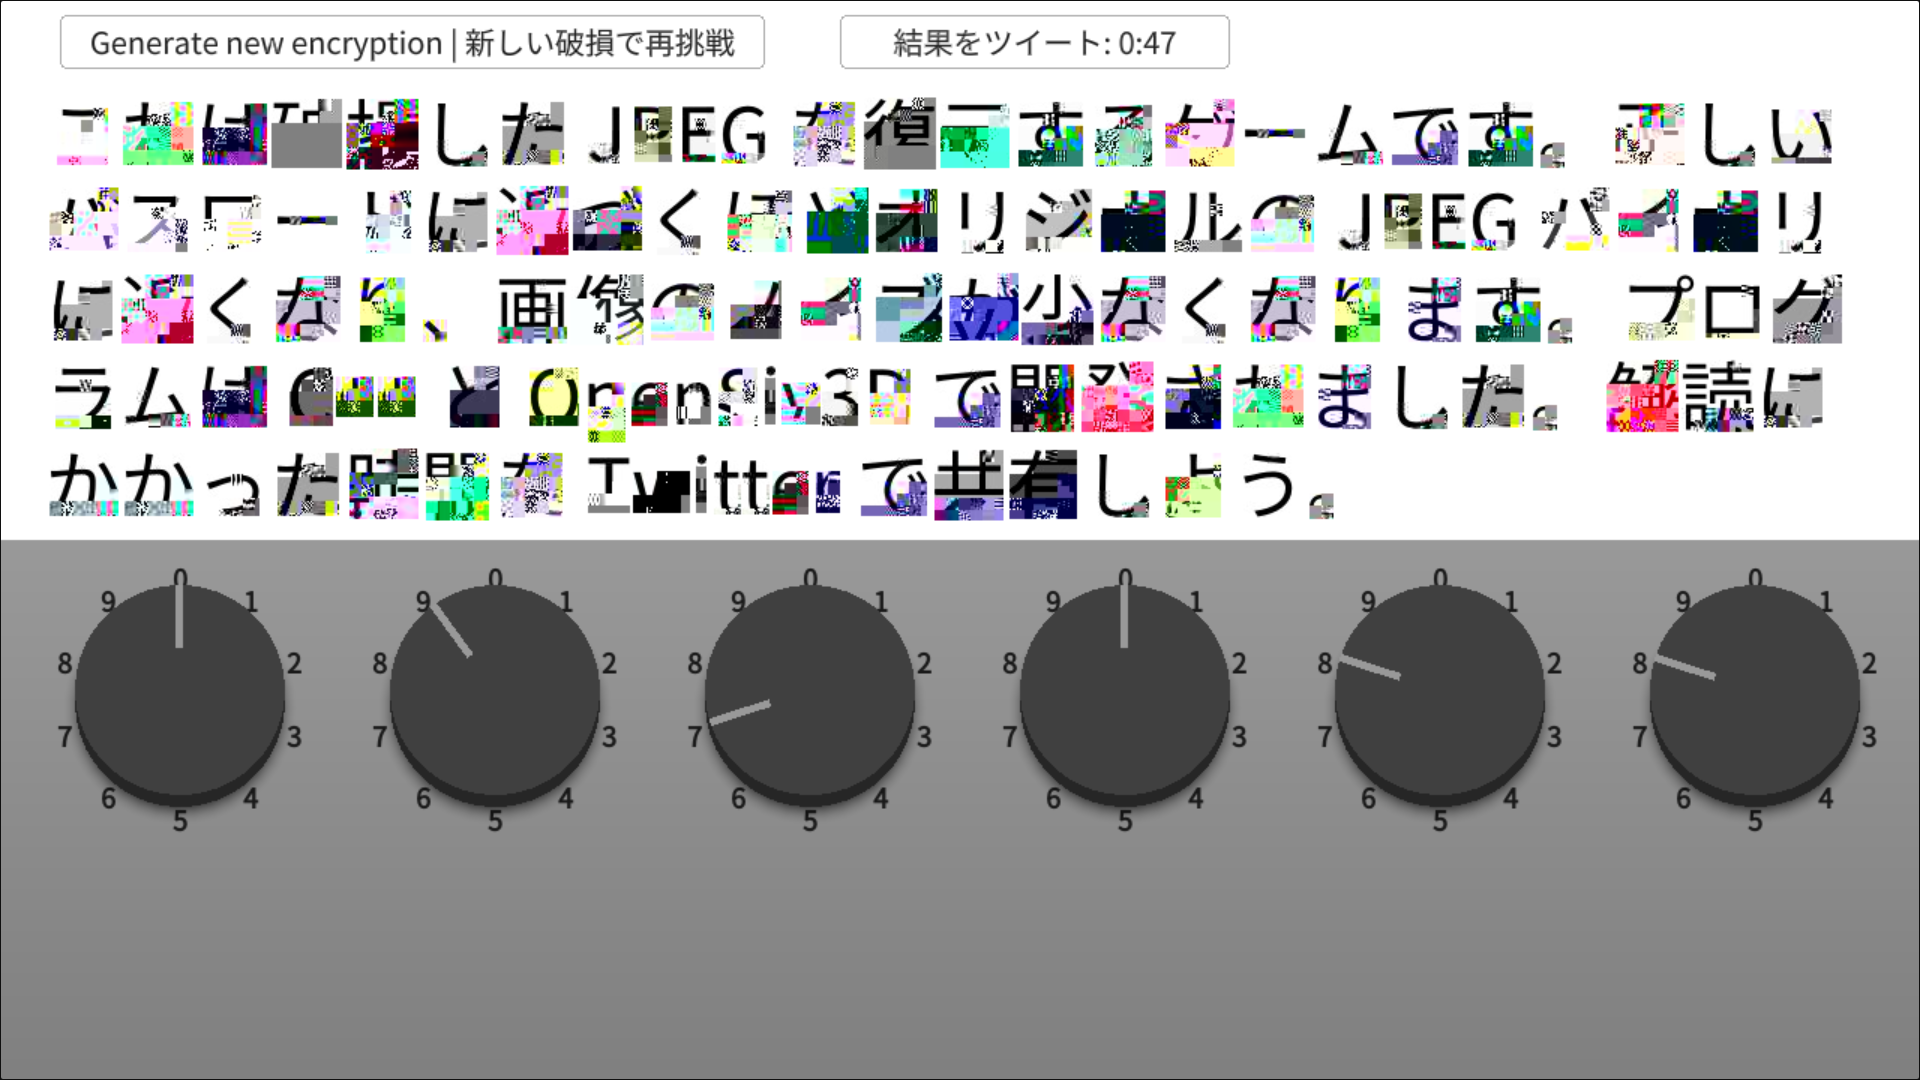 Generate new encryption | 新しい破損で再挑戦
結果をツイート: 0:47
これは破損した JPEG を復元するゲームです。 正しい
パスワードに近づくほどオリジナルの JPEG バイナリ
に近くなり、 画像のノイズが少なくなります。 プログ
ラムは C++ と OpenSiv3D で開発されました。 解読に
かかった時間を Twitter で共有しよう。
0 1 2 3 4 5 6 7 8 9
0 1 2 3 4 5 6 7 8 9
0 1 2 3 4 5 6 7 8 9
0 1 2 3 4 5 6 7 8 9
0 1 2 3 4 5 6 7 8 9
0 1 2 3 4 5 6 7 8 9